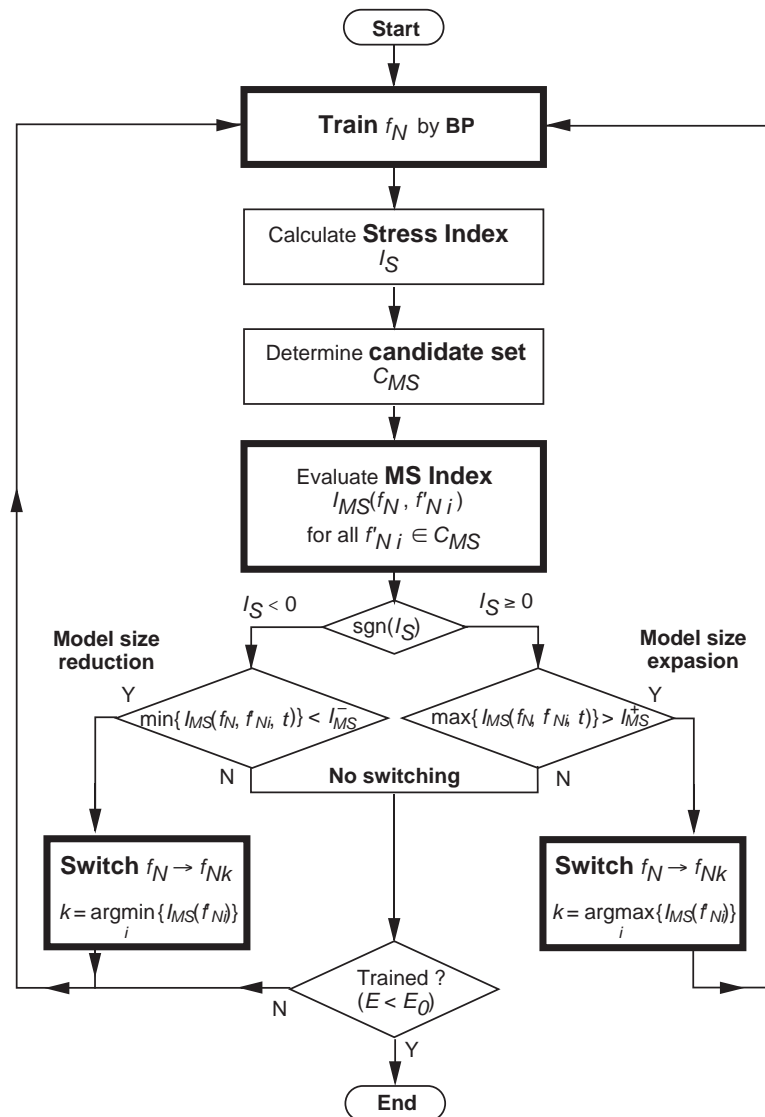 Start
Train f_N by BP
Calculate Stress Index
I_S
Determine candidate set
C_MS
Evaluate MS Index
I_MS(f_N, f'_N i)
for all f'_N i ∈ C_MS
I_S < 0
I_S ≥ 0
sgn(I_S)
Model size
reduction
Model size
expasion
Y
Y
min{I_MS(f_N, f'_Ni, t)} < I_MS^−
max{I_MS(f_N, f'_Ni, t)} > I_MS^+
N
No switching
N
Switch f_N → f_Nk
k = argmin{I_MS(f'_Ni)}
i
Switch f_N → f_Nk
k = argmax{I_MS(f'_Ni)}
i
Trained ?
(E < E_0)
N
Y
End